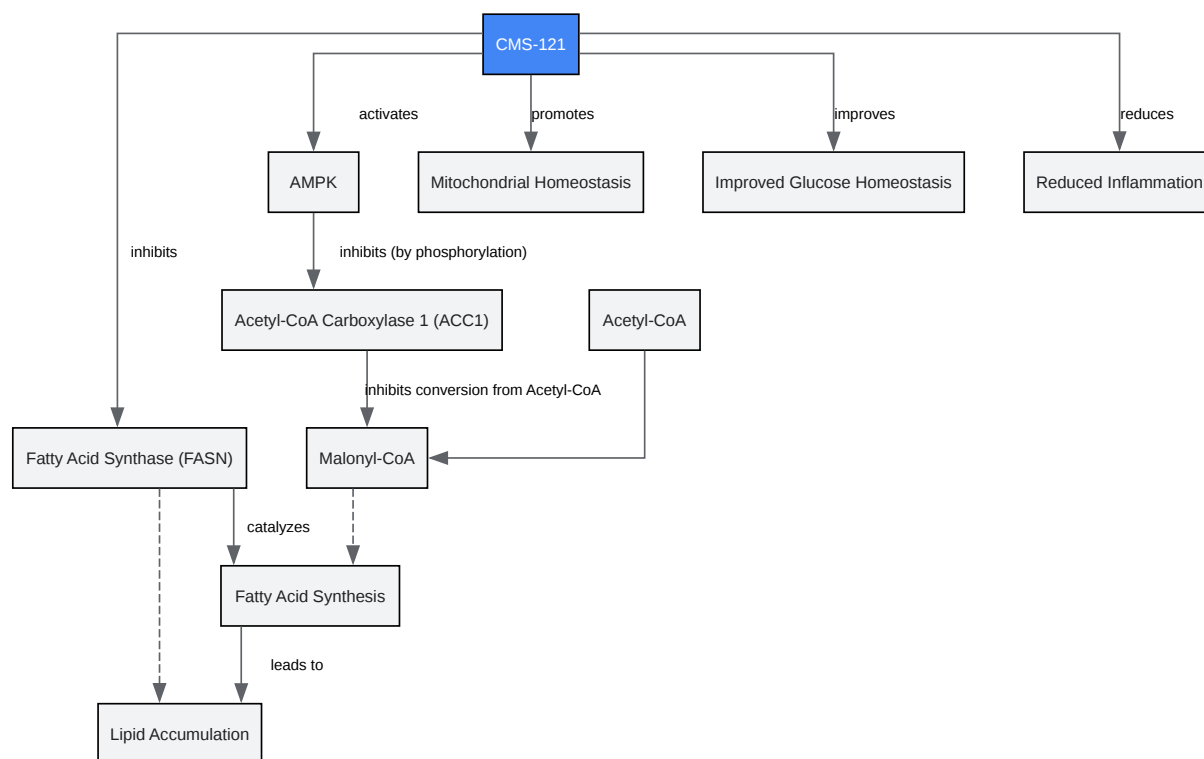 CMS-121
activates
promotes
improves
reduces
AMPK
Mitochondrial Homeostasis
Improved Glucose Homeostasis
Reduced Inflammation
inhibits
inhibits (by phosphorylation)
Acetyl-CoA Carboxylase 1 (ACC1)
Acetyl-CoA
inhibits conversion from Acetyl-CoA
Fatty Acid Synthase (FASN)
Malonyl-CoA
catalyzes
Fatty Acid Synthesis
leads to
Lipid Accumulation